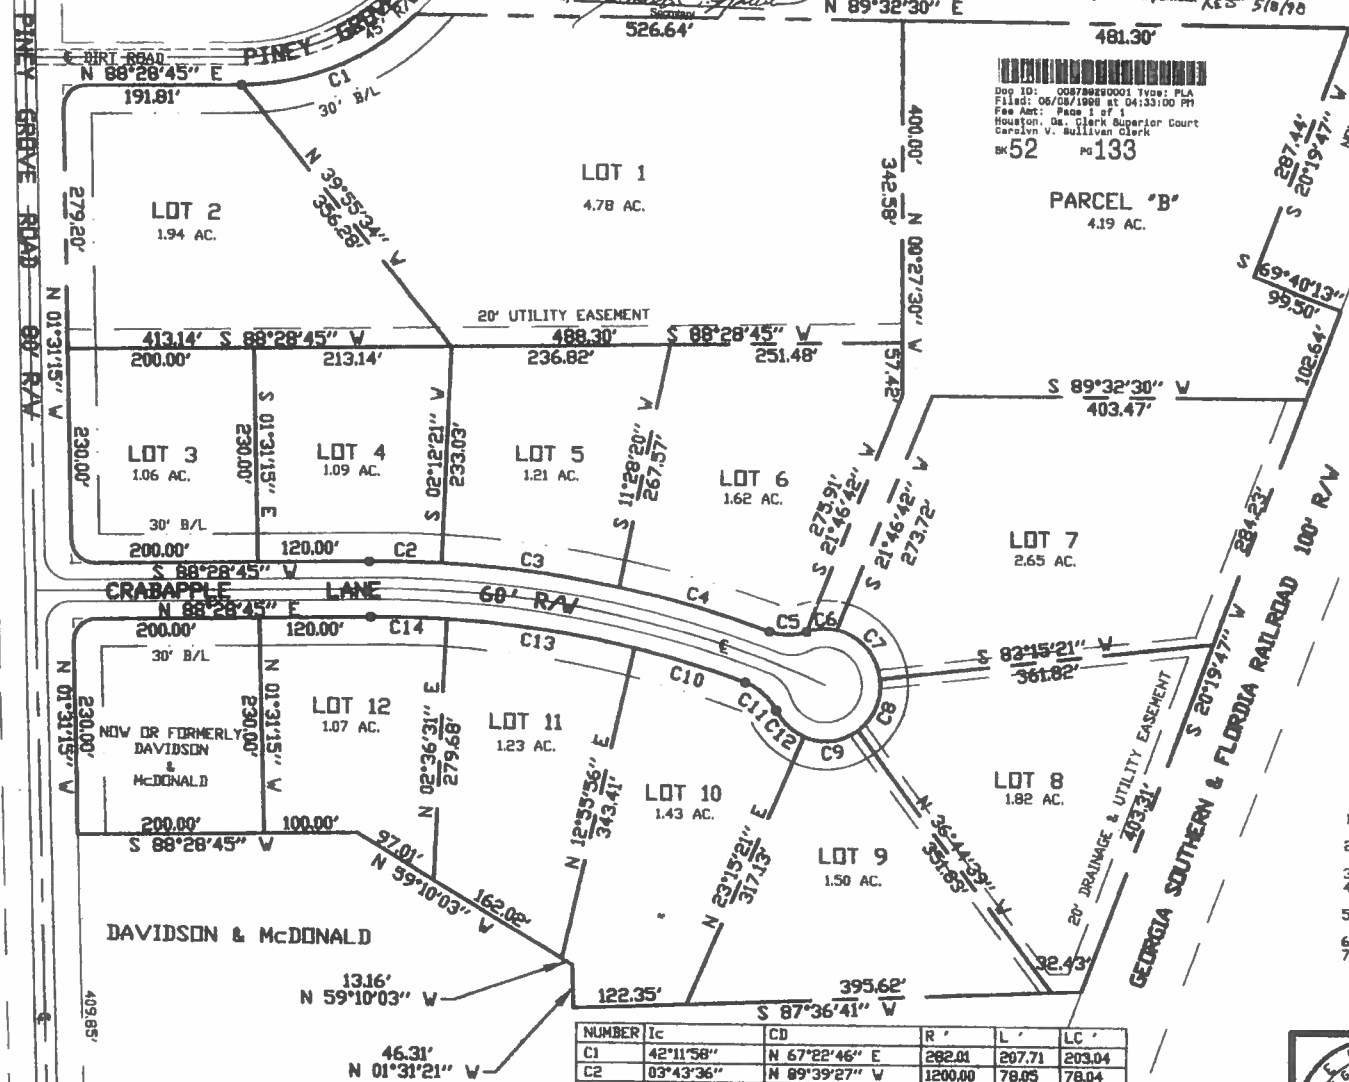 N 89°32'30" E
Secretary
526.64'
5/8/98
481.30'
PINEY GROVE
45' R/
DIRT ROAD
N 88°28'45" E
191.81'
C1
30' B/L
Doc ID: 005789290001 Type: PLA
Filed: 06/08/1998 at 04:33:00 PM
Fee Amt: Page 1 of 1
Houston, Ga. Clerk Superior Court
Carolyn V. Sullivan Clerk
BK 52 PG 133
PINEY GROVE ROAD 80' R/W
279.20'
N 01°31'15" W
LOT 2
1.94 AC.
N 39°55'34" W
356.28'
LOT 1
4.78 AC.
400.00'
342.58'
N 00°27'30" W
57.42'
PARCEL "B"
4.19 AC.
287.44'
S 20°19'47" W
S 69°40'13"
99.50'
102.64'
20' UTILITY EASEMENT
413.14' S 88°28'45" W
488.30' S 88°28'45" W
200.00'
213.14'
236.82'
251.48'
S 89°32'30" W
403.47'
230.00'
LOT 3
1.06 AC.
230.00'
S 01°31'15" E
LOT 4
1.09 AC.
S 02°12'21" W
233.03'
LOT 5
1.21 AC.
S 11°28'20" W
267.57'
LOT 6
1.62 AC.
275.91'
S 21°46'42" W
S 21°46'42" W
273.72'
LOT 7
2.65 AC.
284.23'
30' B/L
200.00'
120.00'
C2
C3
S 88°28'45" W
CRABAPPLE LANE 60' R/W
C4
C5
C6
C7
N 88°28'45" E
200.00'
120.00'
C14
C13
C10
C11
C12
C9
C8
S 83°15'21" W
361.82'
S 20°19'47" W
403.31'
GEORGIA SOUTHERN & FLORDIA RAILROAD 100' R/W
20' DRAINAGE & UTILITY EASEMENT
30' B/L
N 01°31'15" W
230.00'
NOW OR FORMERLY
DAVIDSON
&
McDONALD
230.00'
N 01°31'15" W
LOT 12
1.07 AC.
N 02°36'31" E
279.68'
LOT 11
1.23 AC.
N 12°55'56" E
343.41'
LOT 10
1.43 AC.
N 23°15'21" E
317.13'
LOT 9
1.50 AC.
N 36°44'39" W
351.83'
LOT 8
1.82 AC.
200.00'
100.00'
S 88°28'45" W
97.01'
N 59°10'03" W
162.02'
DAVIDSON & McDONALD
409.85'
13.16'
N 59°10'03" W
46.31'
N 01°31'21" W
122.35'
395.62'
32.43'
S 87°36'41" W
NUMBER Ic CD R ' L ' LC '
C1 42°11'58" N 67°22'46" E 282.01 207.71 203.04
C2 03°43'36" N 89°39'27" W 1200.00 78.05 78.04